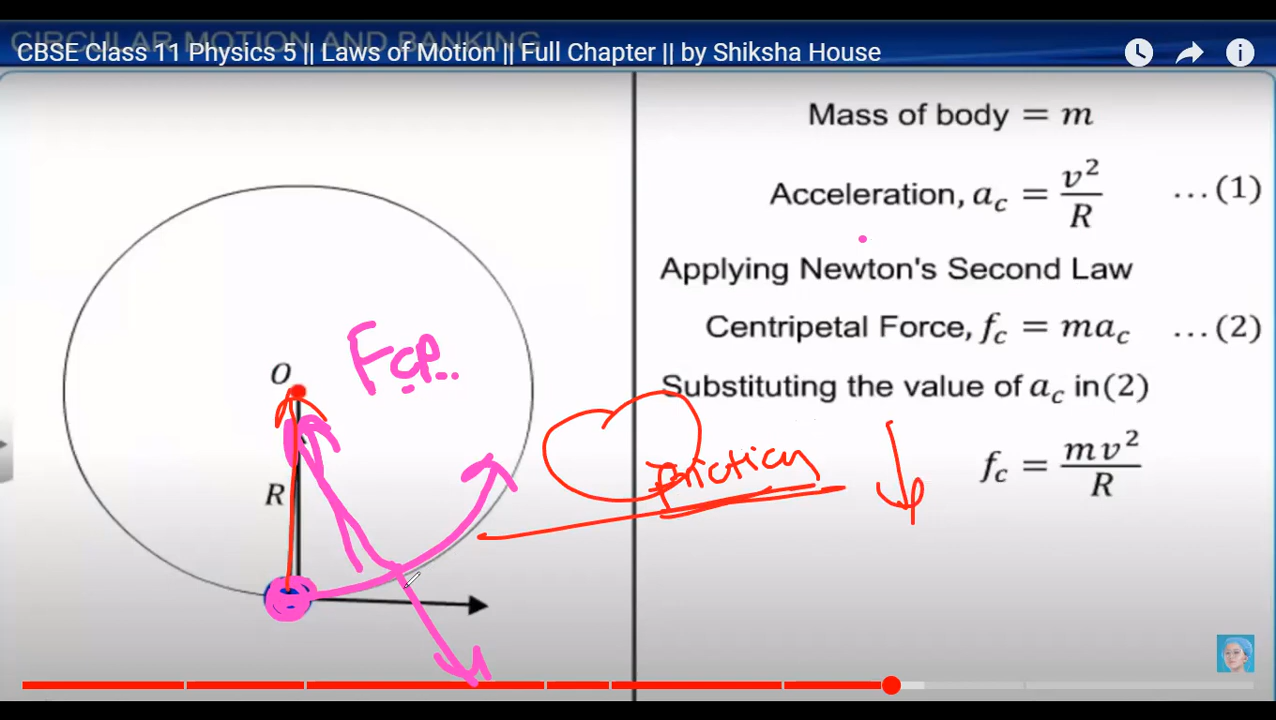 CIRCULAR MOTION AND BANKING
CBSE Class 11 Physics 5 || Laws of Motion || Full Chapter || by Shiksha House
Mass of body = m
Acceleration, a_c = v²/R ...(1)
Applying Newton's Second Law
Centripetal Force, f_c = ma_c ...(2)
Substituting the value of a_c in(2)
f_c = mv²/R
O
Fcp..
R
friction